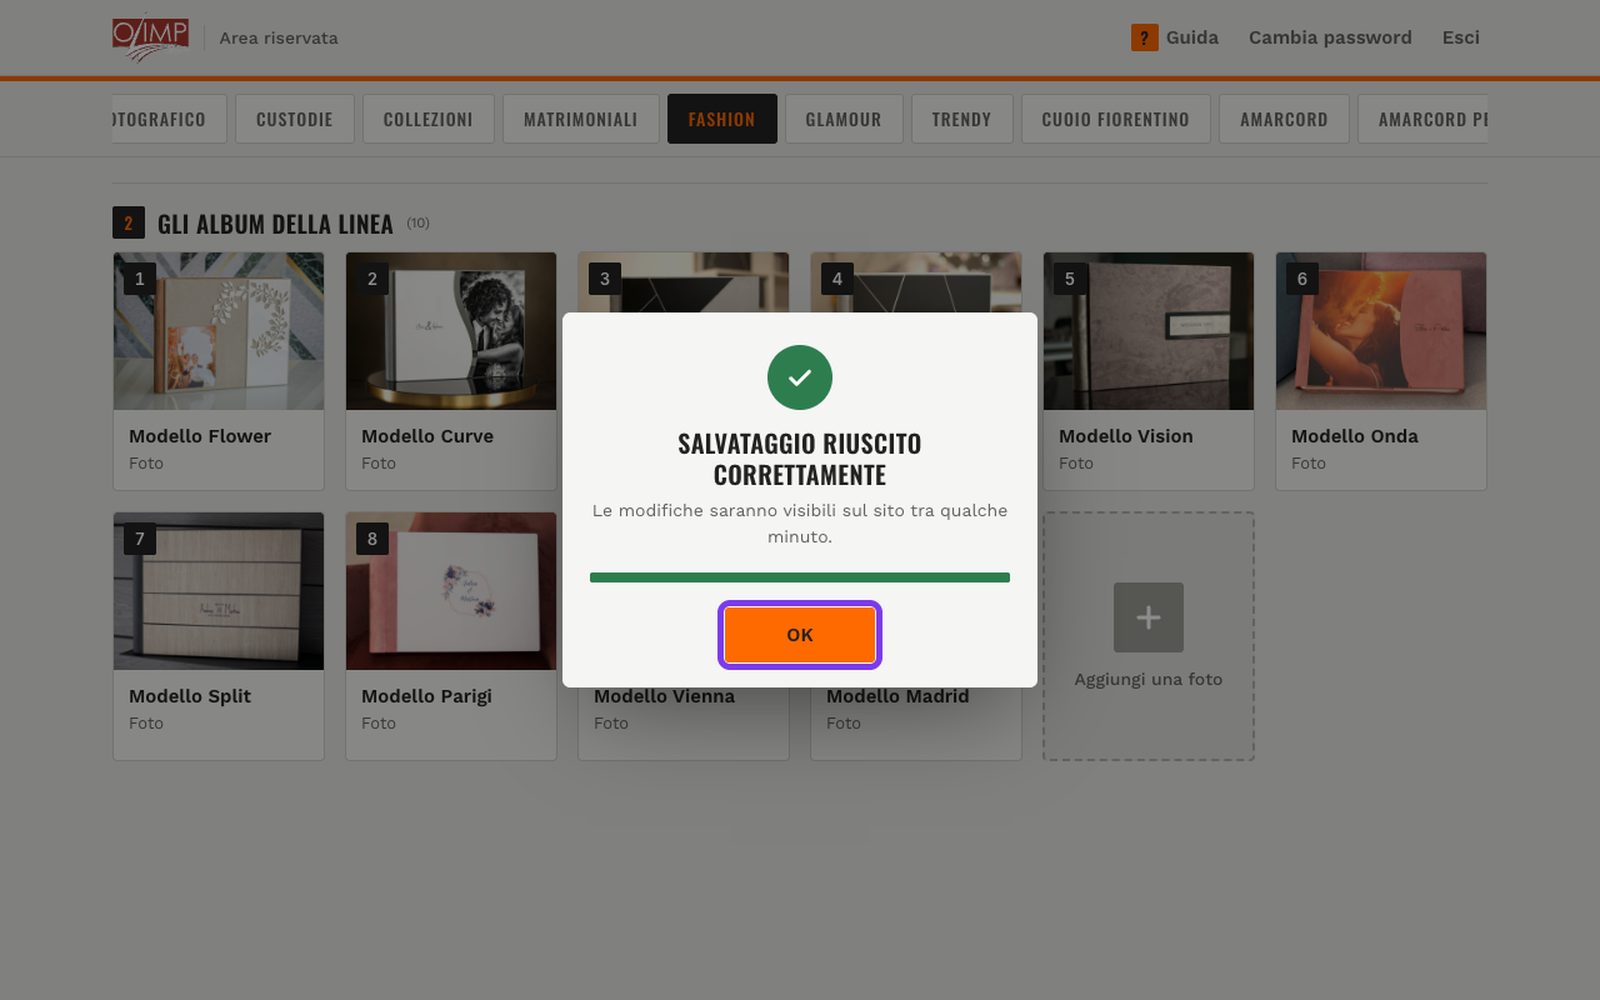 OLIMP
Area riservata
? Guida
Cambia password
Esci
OTOGRAFICO
CUSTODIE
COLLEZIONI
MATRIMONIALI
FASHION
GLAMOUR
TRENDY
CUOIO FIORENTINO
AMARCORD
AMARCORD PE
2 GLI ALBUM DELLA LINEA (10)
1
2
3
4
5
6
Modello Flower
Foto
Modello Curve
Foto
Modello Vision
Foto
Modello Onda
Foto
SALVATAGGIO RIUSCITO
CORRETTAMENTE
Le modifiche saranno visibili sul sito tra qualche
minuto.
OK
7
8
Modello Split
Foto
Modello Parigi
Foto
Modello Vienna
Foto
Modello Madrid
Foto
Aggiungi una foto